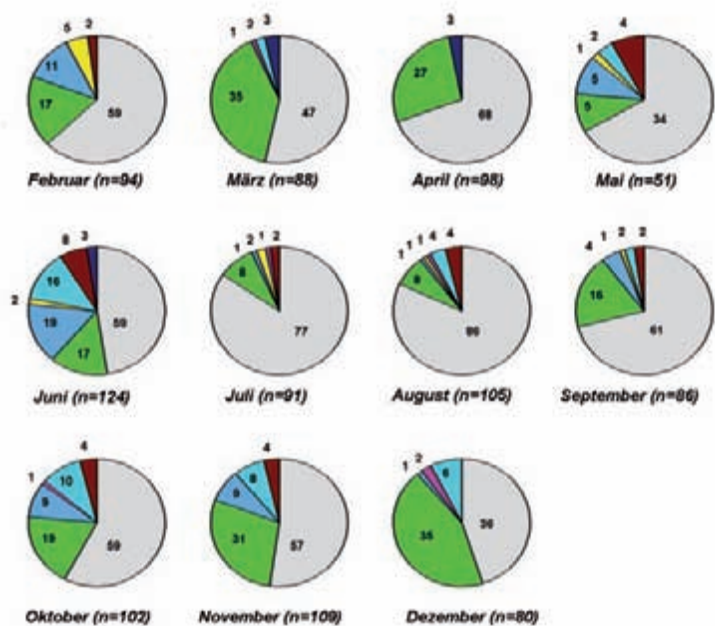 5 2
11
17
59
Februar (n=94)
1 2 3
35
47
März (n=88)
3
27
68
April (n=98)
1 2 4
5
5
34
Mai (n=51)
8 3
16
2
19
17
59
Juni (n=124)
1 2 1 2
8
77
Juli (n=91)
1 1 4 4
9
86
August (n=105)
4 1 2 2
16
61
September (n=86)
4
1
10
9
19
59
Oktober (n=102)
4
8
9
31
57
November (n=109)
1 2
6
35
36
Dezember (n=80)